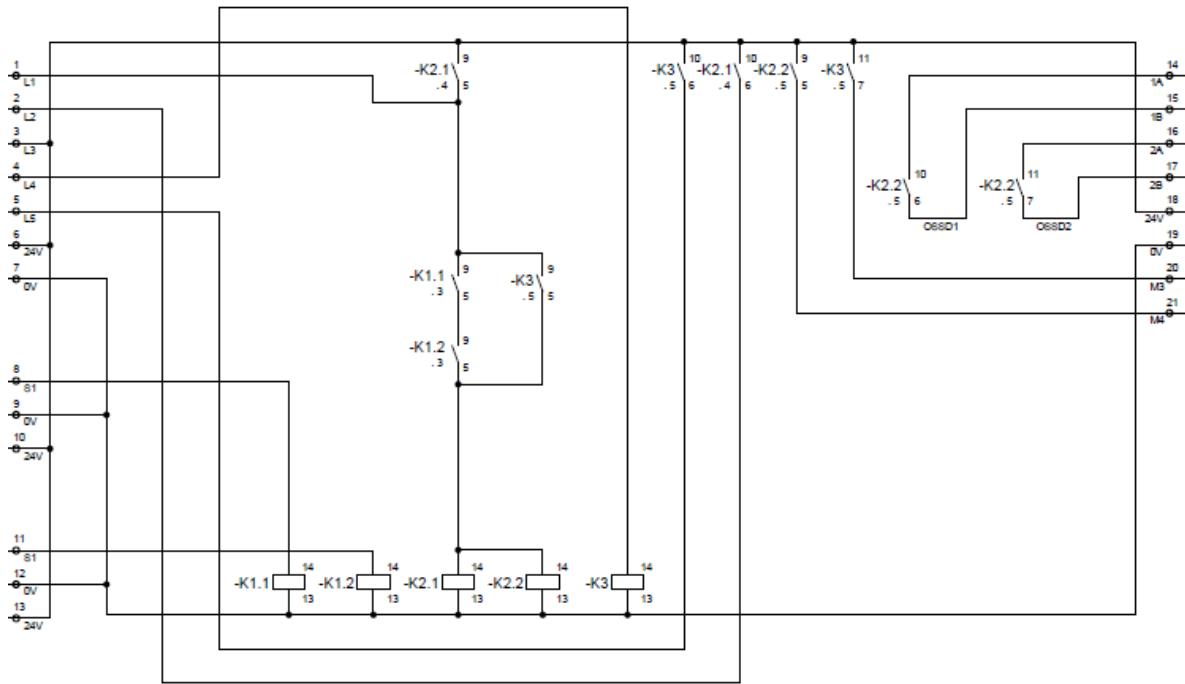 1
L1
2
L2
3
L3
4
L4
5
L5
6
24V
7
0V
8
S1
9
0V
10
24V
11
S1
12
0V
13
24V
-K2.1 9
.4 5
-K1.1 9
.3 5
-K3 9
.5 5
-K1.2 9
.3 5
-K1.1 14
13
-K1.2 14
13
-K2.1 14
13
-K2.2 14
13
-K3 14
13
-K3 10
.5 6
-K2.1 10
.4 6
-K2.2 9
.5 5
-K3 11
.5 7
-K2.2 10
.5 6
OSSD1
-K2.2 11
.5 7
OSSD2
14
1A
15
1B
16
2A
17
2B
18
24V
19
0V
20
M3
21
M4